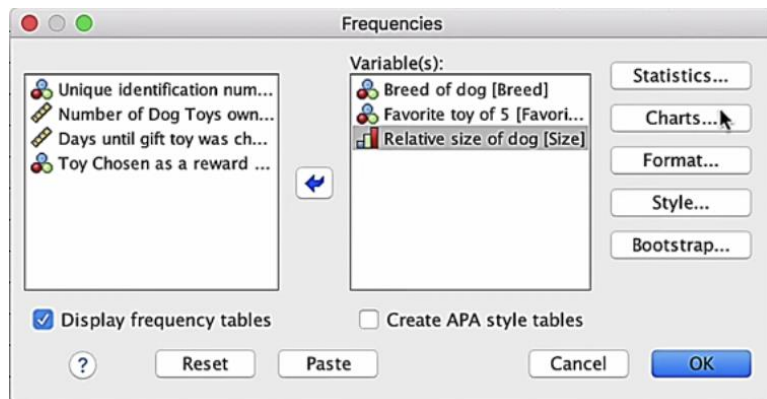 Frequencies
Variable(s):
Unique identification num...
Number of Dog Toys own...
Days until gift toy was ch...
Toy Chosen as a reward ...
Breed of dog [Breed]
Favorite toy of 5 [Favori...
Relative size of dog [Size]
Statistics...
Charts...
Format...
Style...
Bootstrap...
Display frequency tables
Create APA style tables
?
Reset
Paste
Cancel
OK